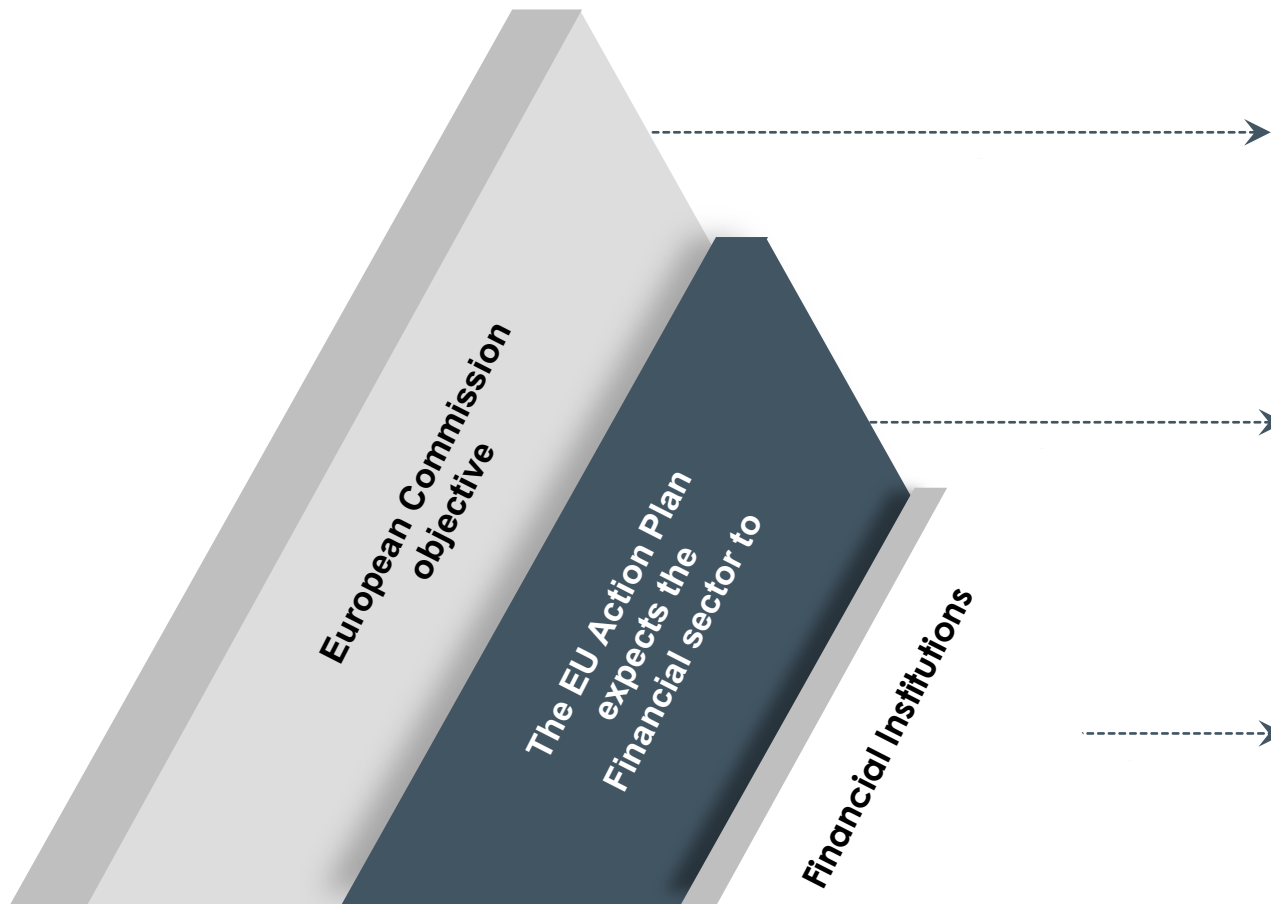 European Commission
objective
The EU Action Plan
expects the
Financial sector to
Financial Institutions